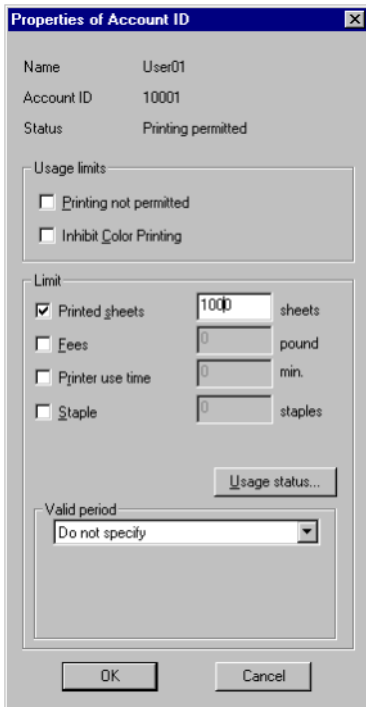 Properties of Account ID
Name User01
Account ID 10001
Status Printing permitted
Usage limits
Printing not permitted
Inhibit Color Printing
Limit
Printed sheets 1000 sheets
Fees 0 pound
Printer use time 0 min.
Staple 0 staples
Usage status...
Valid period
Do not specify
OK Cancel